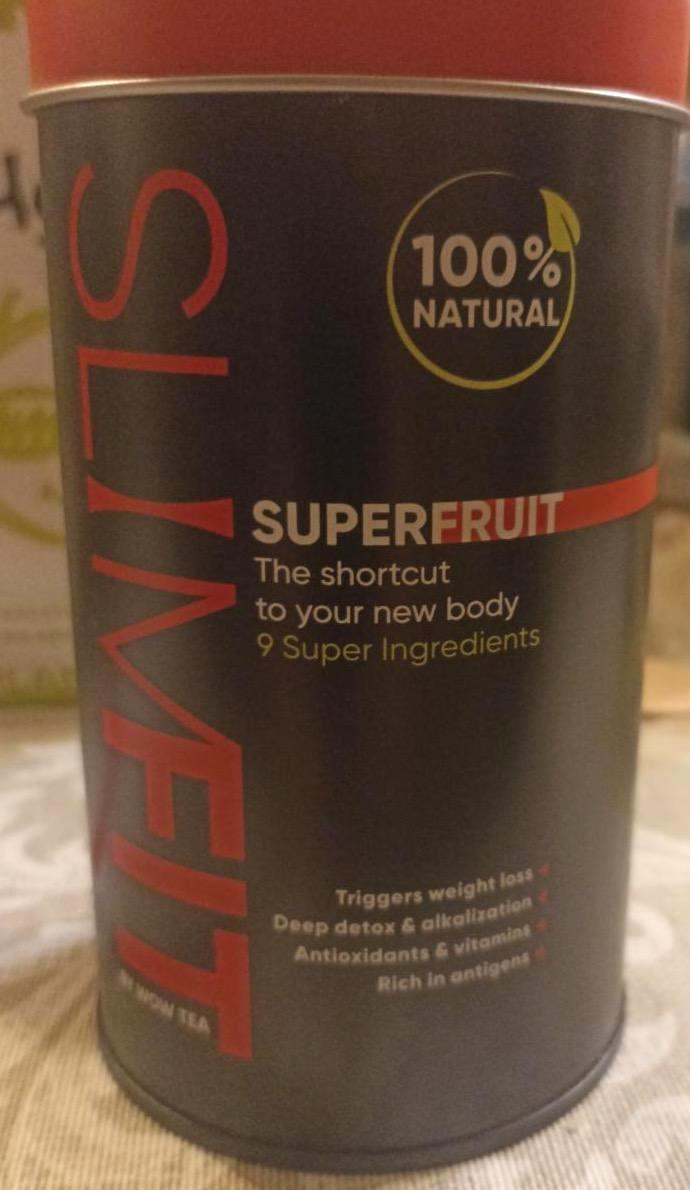 SLIMFIT
BY WOW TEA
100%
NATURAL
SUPERFRUIT
The shortcut
to your new body
9 Super Ingredients
Triggers weight loss
Deep detox & alkalization
Antioxidants & vitamins
Rich in antigens